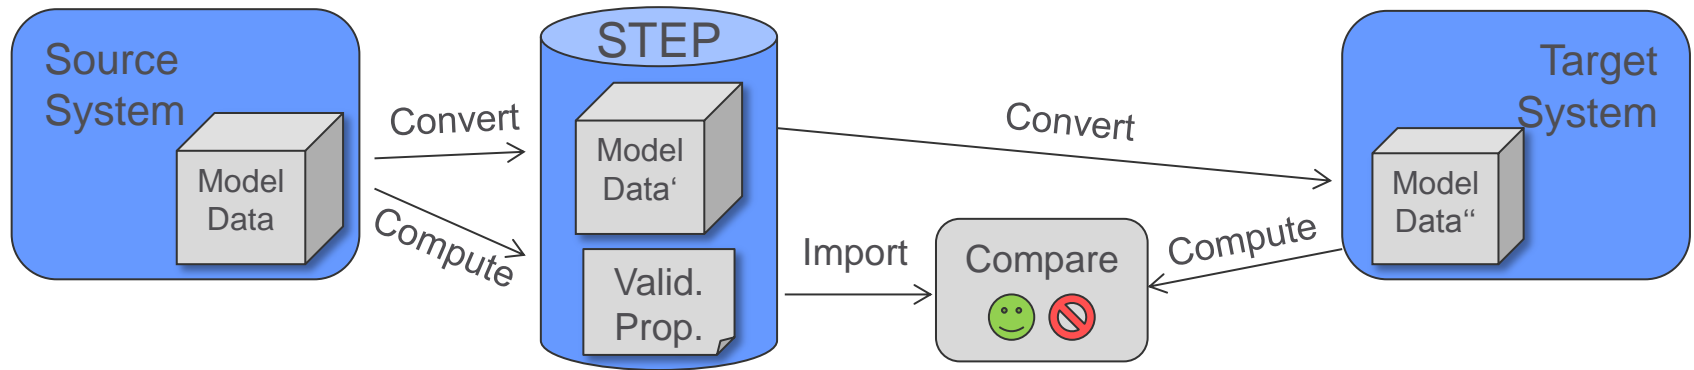 Source
System
Model
Data
Convert
Compute
STEP
Model
Data‘
Valid.
Prop.
Convert
Import
Compare
Compute
Target
System
Model
Data“